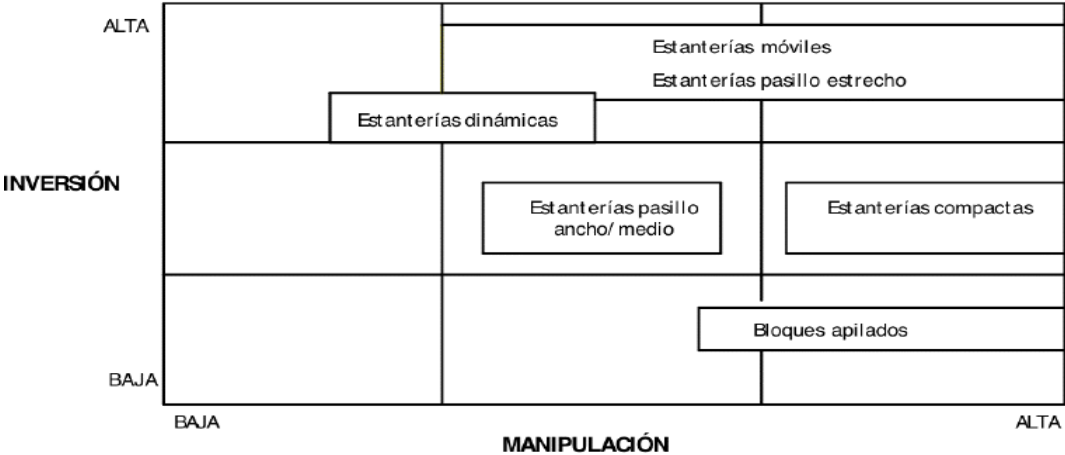 ALTA
Estanterías móviles
Estanterías pasillo estrecho
Estanterías dinámicas
INVERSIÓN
Estanterías pasillo
ancho/ medio
Estanterías compactas
Bloques apilados
BAJA
BAJA
ALTA
MANIPULACIÓN